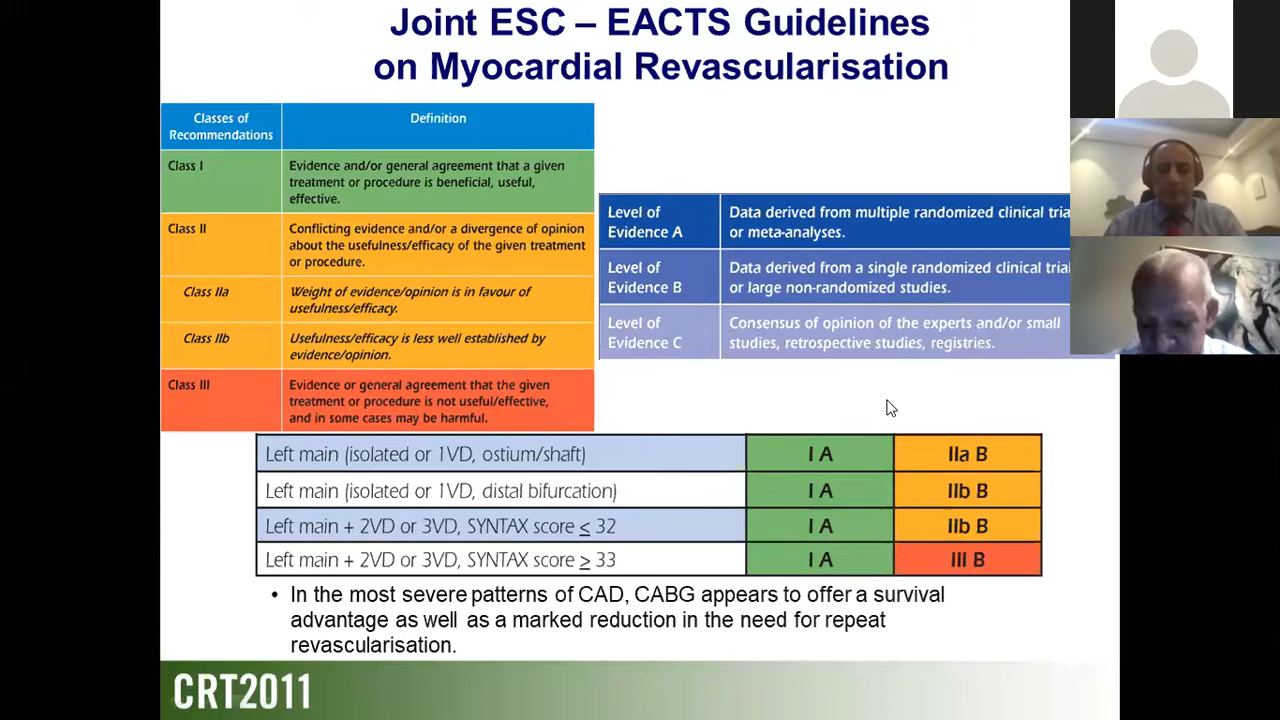 Joint ESC – EACTS Guidelines
on Myocardial Revascularisation
Classes of
Recommendations
Definition
Class I
Evidence and/or general agreement that a given
treatment or procedure is beneficial, useful,
effective.
Class II
Conflicting evidence and/or a divergence of opinion
about the usefulness/efficacy of the given treatment
or procedure.
Class IIa
Weight of evidence/opinion is in favour of
usefulness/efficacy.
Class IIb
Usefulness/efficacy is less well established by
evidence/opinion.
Class III
Evidence or general agreement that the given
treatment or procedure is not useful/effective,
and in some cases may be harmful.
Level of
Evidence A
Data derived from multiple randomized clinical
or meta-analyses.
Level of
Evidence B
Data derived from a single randomized clinical
or large non-randomized studies.
Level of
Evidence C
Consensus of opinion of the experts and/or small
studies, retrospective studies, registries.
Left main (isolated or 1VD, ostium/shaft) I A IIa B
Left main (isolated or 1VD, distal bifurcation) I A IIb B
Left main + 2VD or 3VD, SYNTAX score ≤ 32 I A IIb B
Left main + 2VD or 3VD, SYNTAX score ≥ 33 I A III B
• In the most severe patterns of CAD, CABG appears to offer a survival
advantage as well as a marked reduction in the need for repeat
revascularisation.
CRT2011